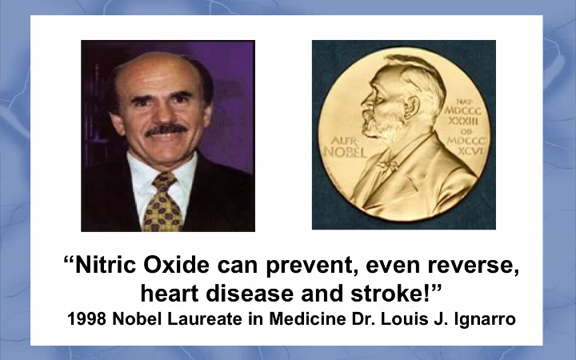 ALFR.
NOBEL
NAT.
MDCCC
XXXIII
OB.
MDCCC
XCVI
“Nitric Oxide can prevent, even reverse,
heart disease and stroke!”
1998 Nobel Laureate in Medicine Dr. Louis J. Ignarro